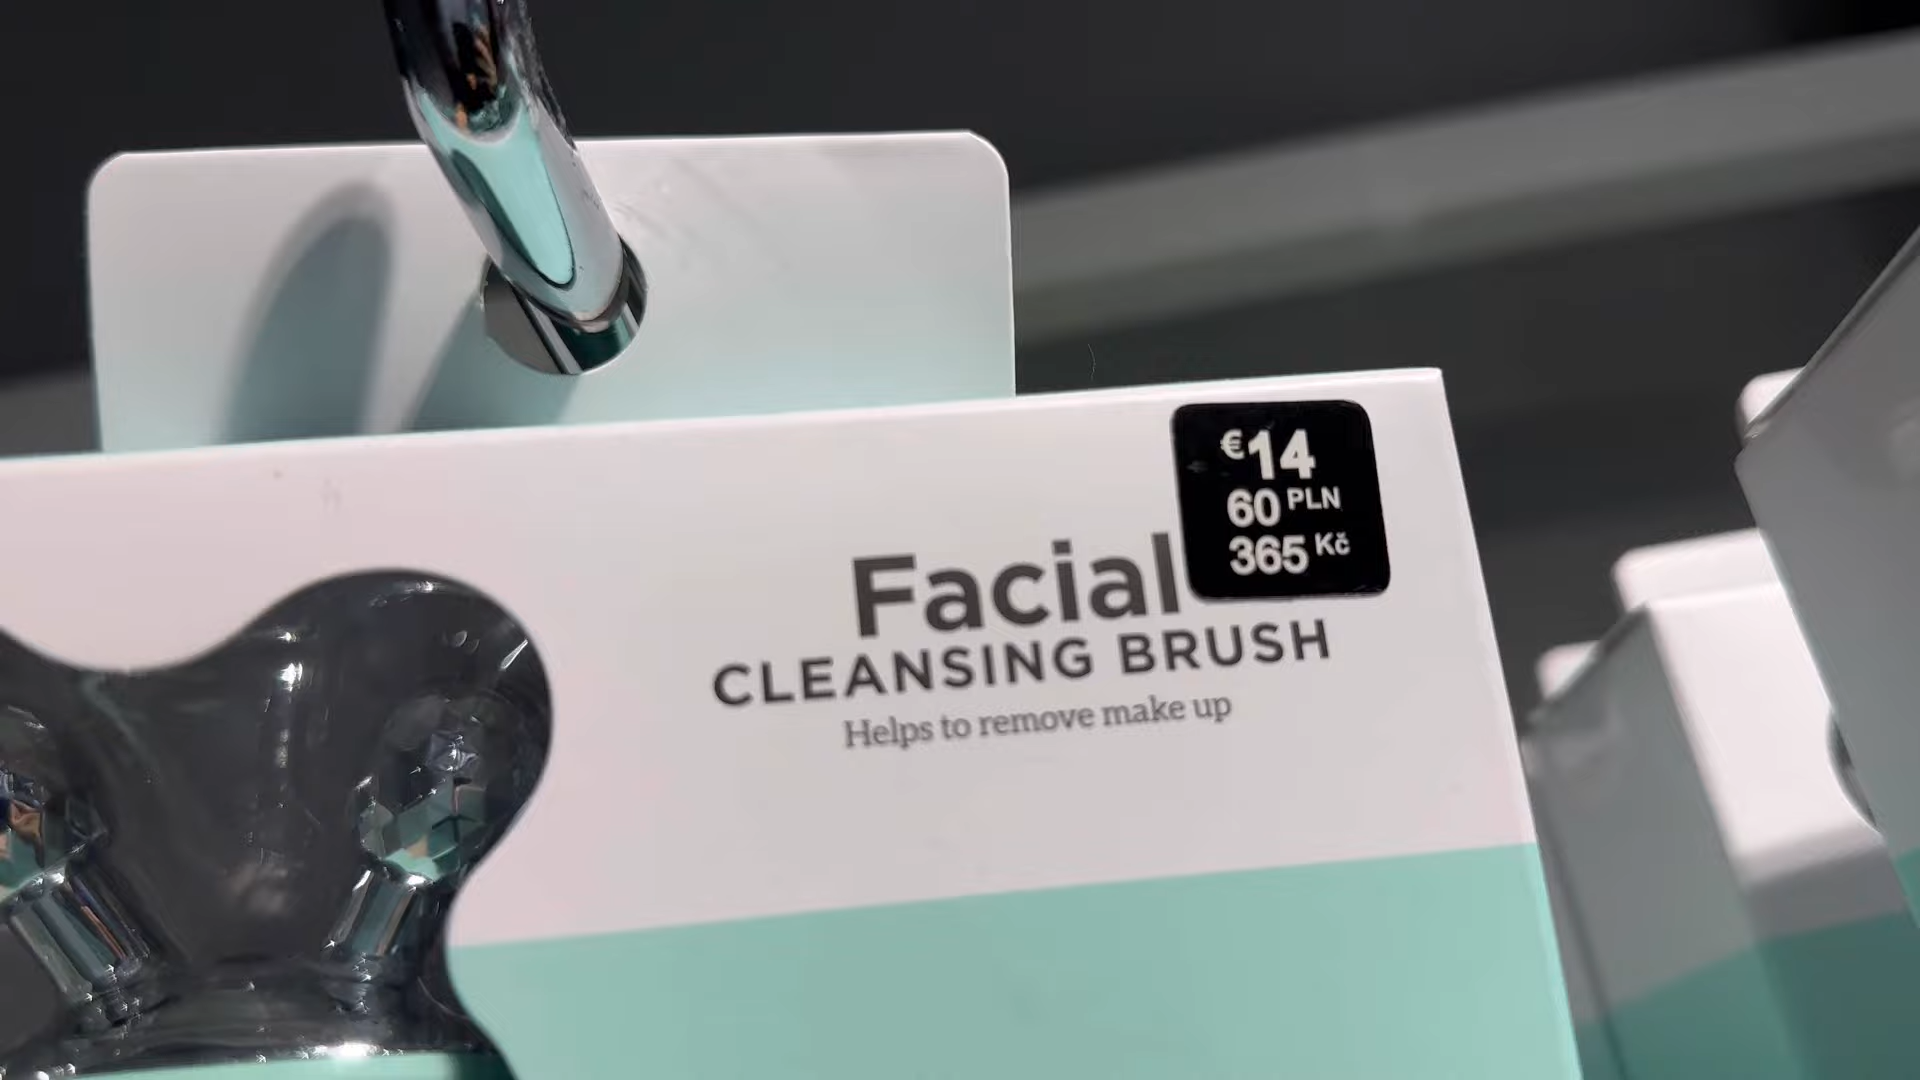 €14
60 PLN
365 Kč
Facial
CLEANSING BRUSH
Helps to remove make up